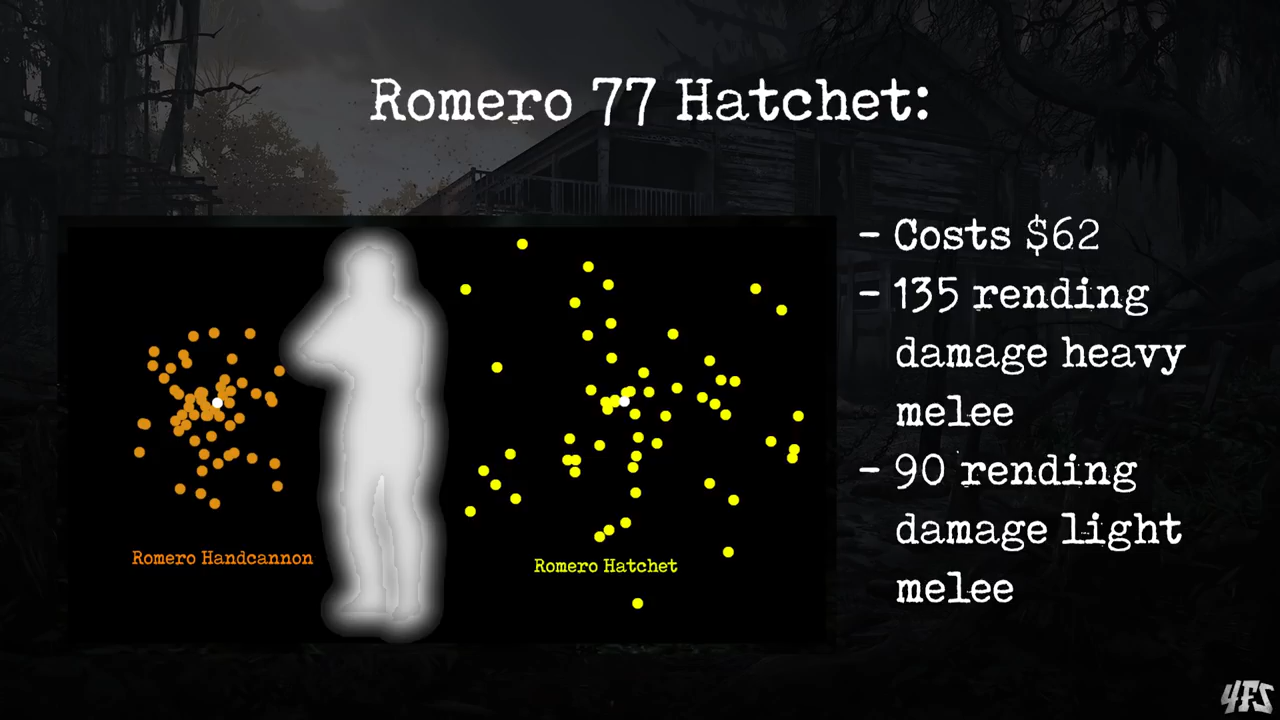 Romero 77 Hatchet:
- Costs $62
- 135 rending
damage heavy
melee
- 90 rending
damage light
melee
Romero Handcannon
Romero Hatchet
4FS